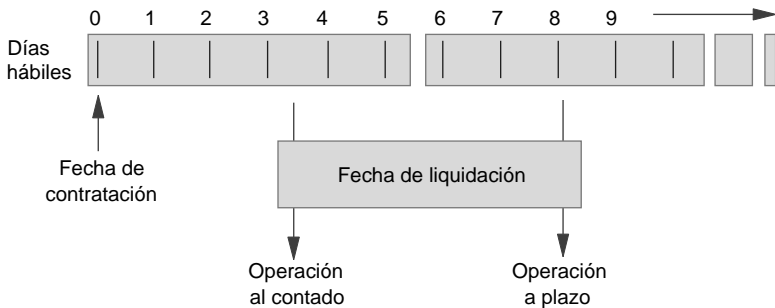 0 1 2 3 4 5 6 7 8 9
Días
hábiles
Fecha de
contratación
Fecha de liquidación
Operación
al contado
Operación
a plazo